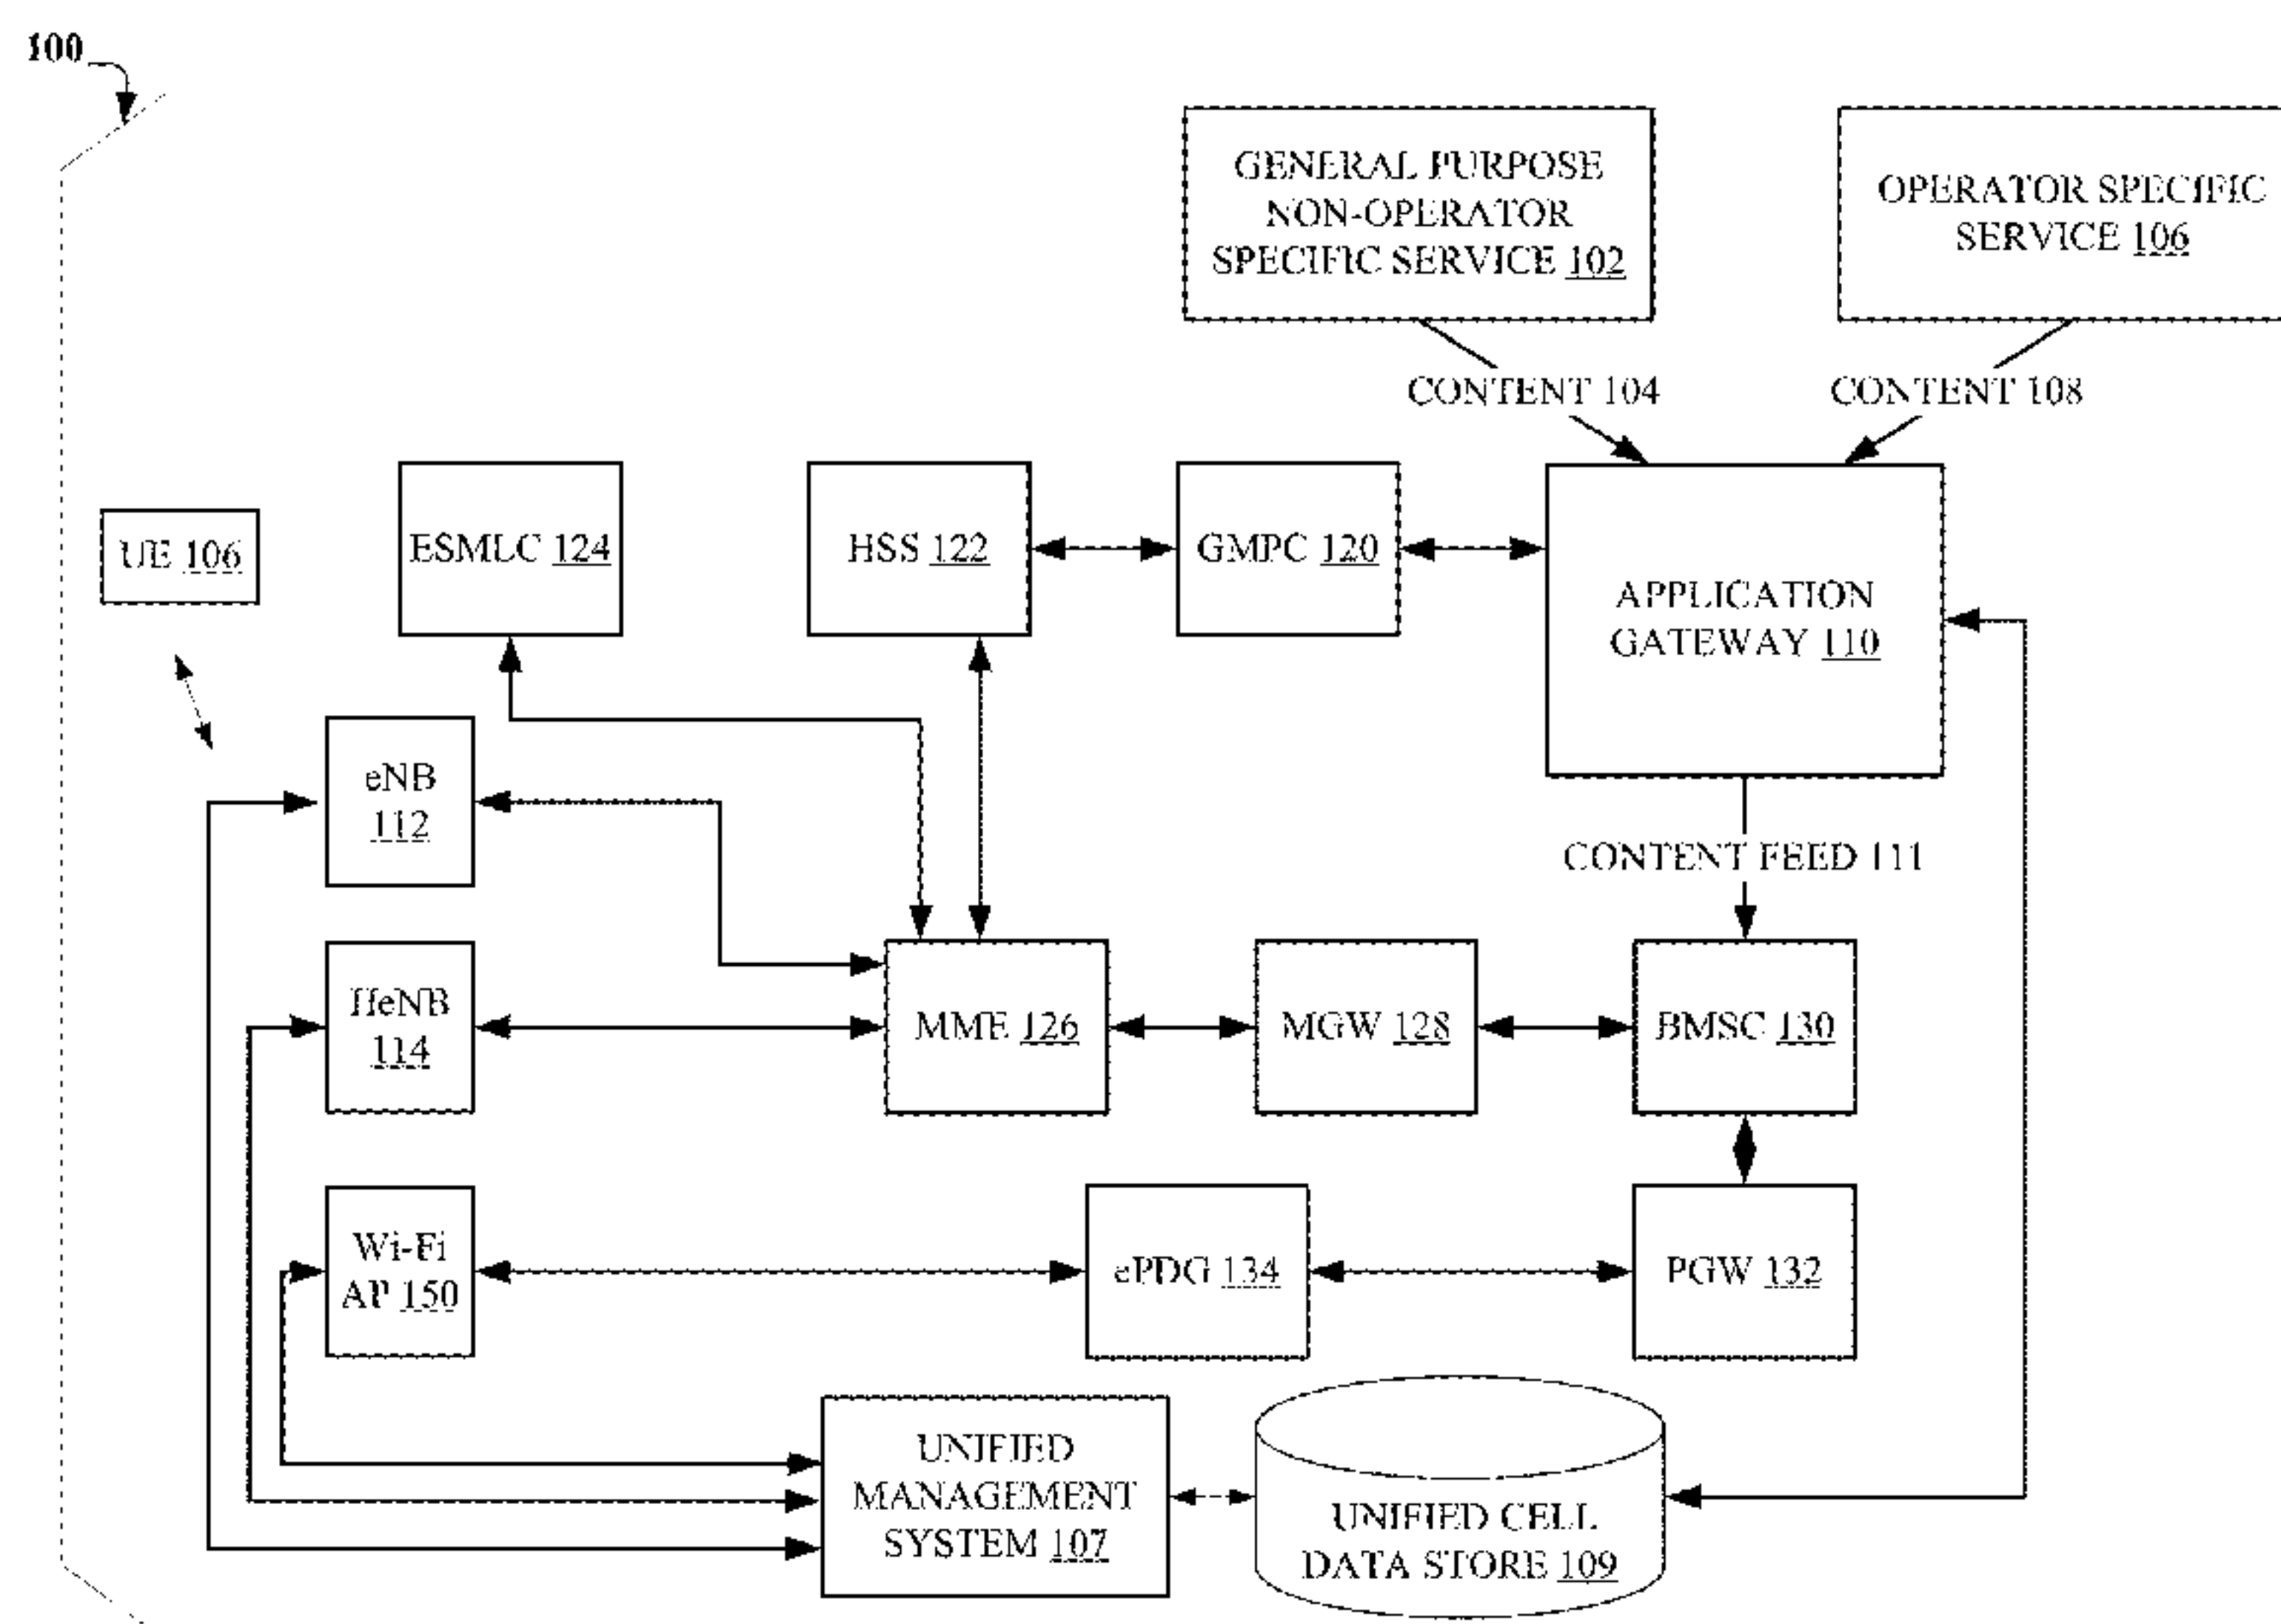 100
GENERAL PURPOSE
NON-OPERATOR
SPECIFIC SERVICE 102
OPERATOR SPECIFIC
SERVICE 106
CONTENT 104
CONTENT 108
UE 106
ESMLC 124
HSS 122
GMPC 120
APPLICATION
GATEWAY 110
eNB
112
CONTENT FEED 111
HeNB
114
MME 126
MGW 128
BMSC 130
Wi-Fi
AP 150
ePDG 134
PGW 132
UNIFIED
MANAGEMENT
SYSTEM 107
UNIFIED CELL
DATA STORE 109